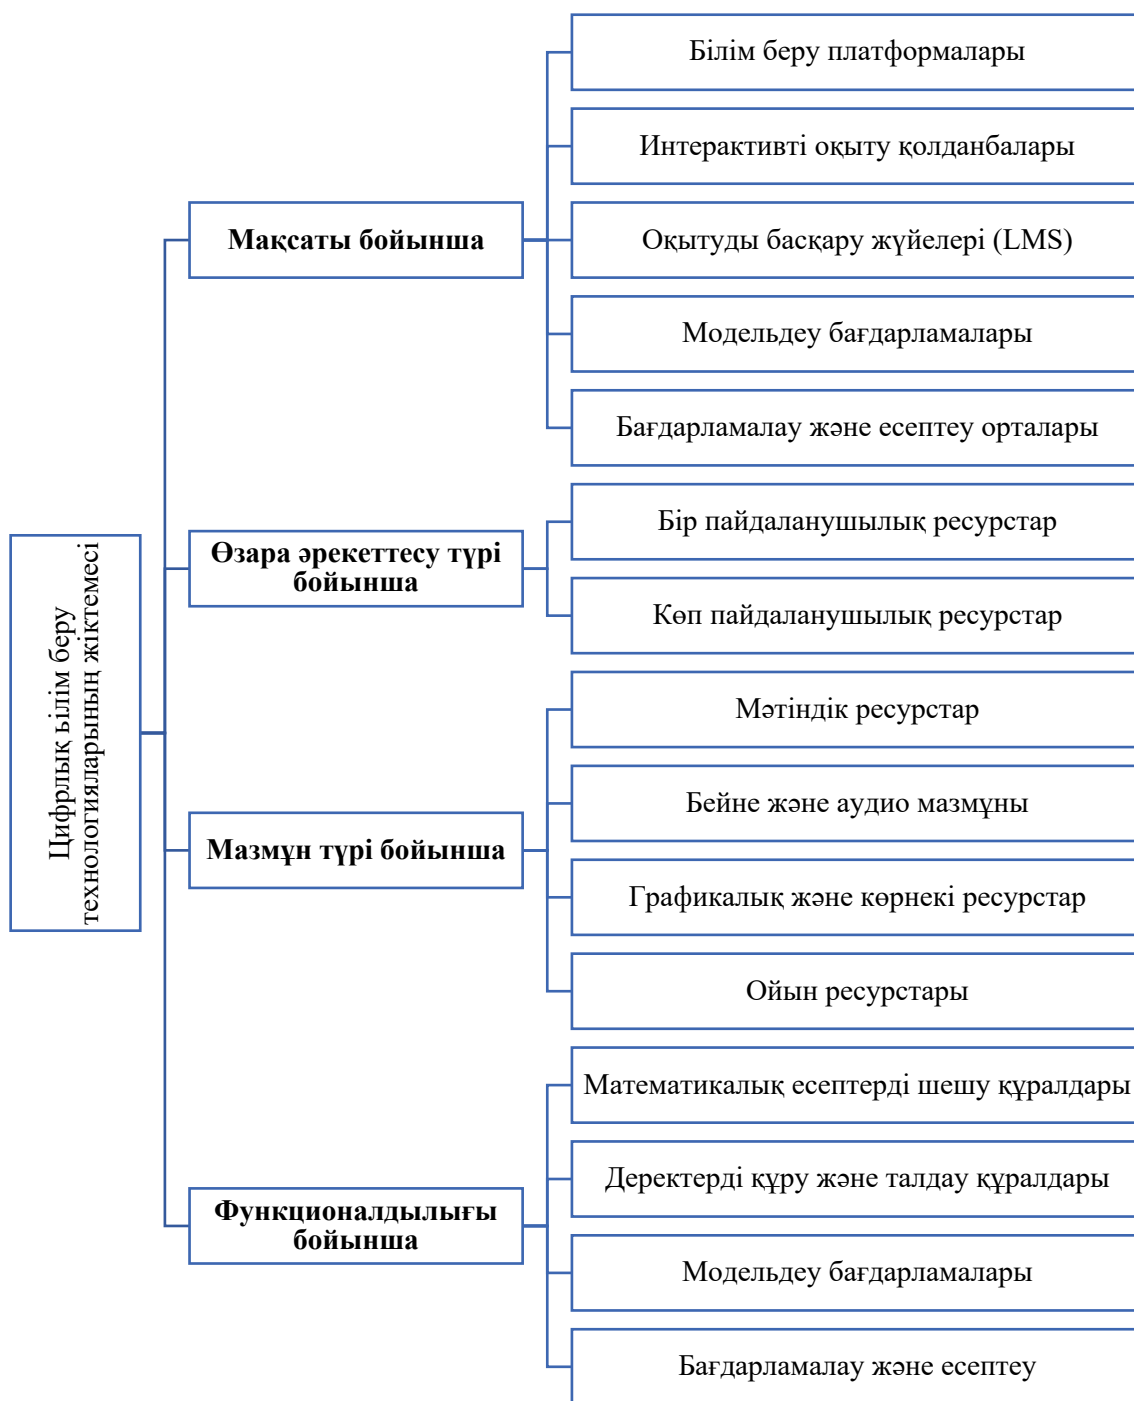 Цифрлық ьілім беру
технологияларының жіктемесі
Мақсаты бойынша
Білім беру платформалары
Интерактивті оқыту қолданбалары
Оқытуды басқару жүйелері (LMS)
Модельдеу бағдарламалары
Бағдарламалау және есептеу орталары
Өзара әрекеттесу түрі
бойынша
Бір пайдаланушылық ресурстар
Көп пайдаланушылық ресурстар
Мазмұн түрі бойынша
Мәтіндік ресурстар
Бейне және аудио мазмұны
Графикалық және көрнекі ресурстар
Ойын ресурстары
Функционалдылығы
бойынша
Математикалық есептерді шешу құралдары
Деректерді құру және талдау құралдары
Модельдеу бағдарламалары
Бағдарламалау және есептеу